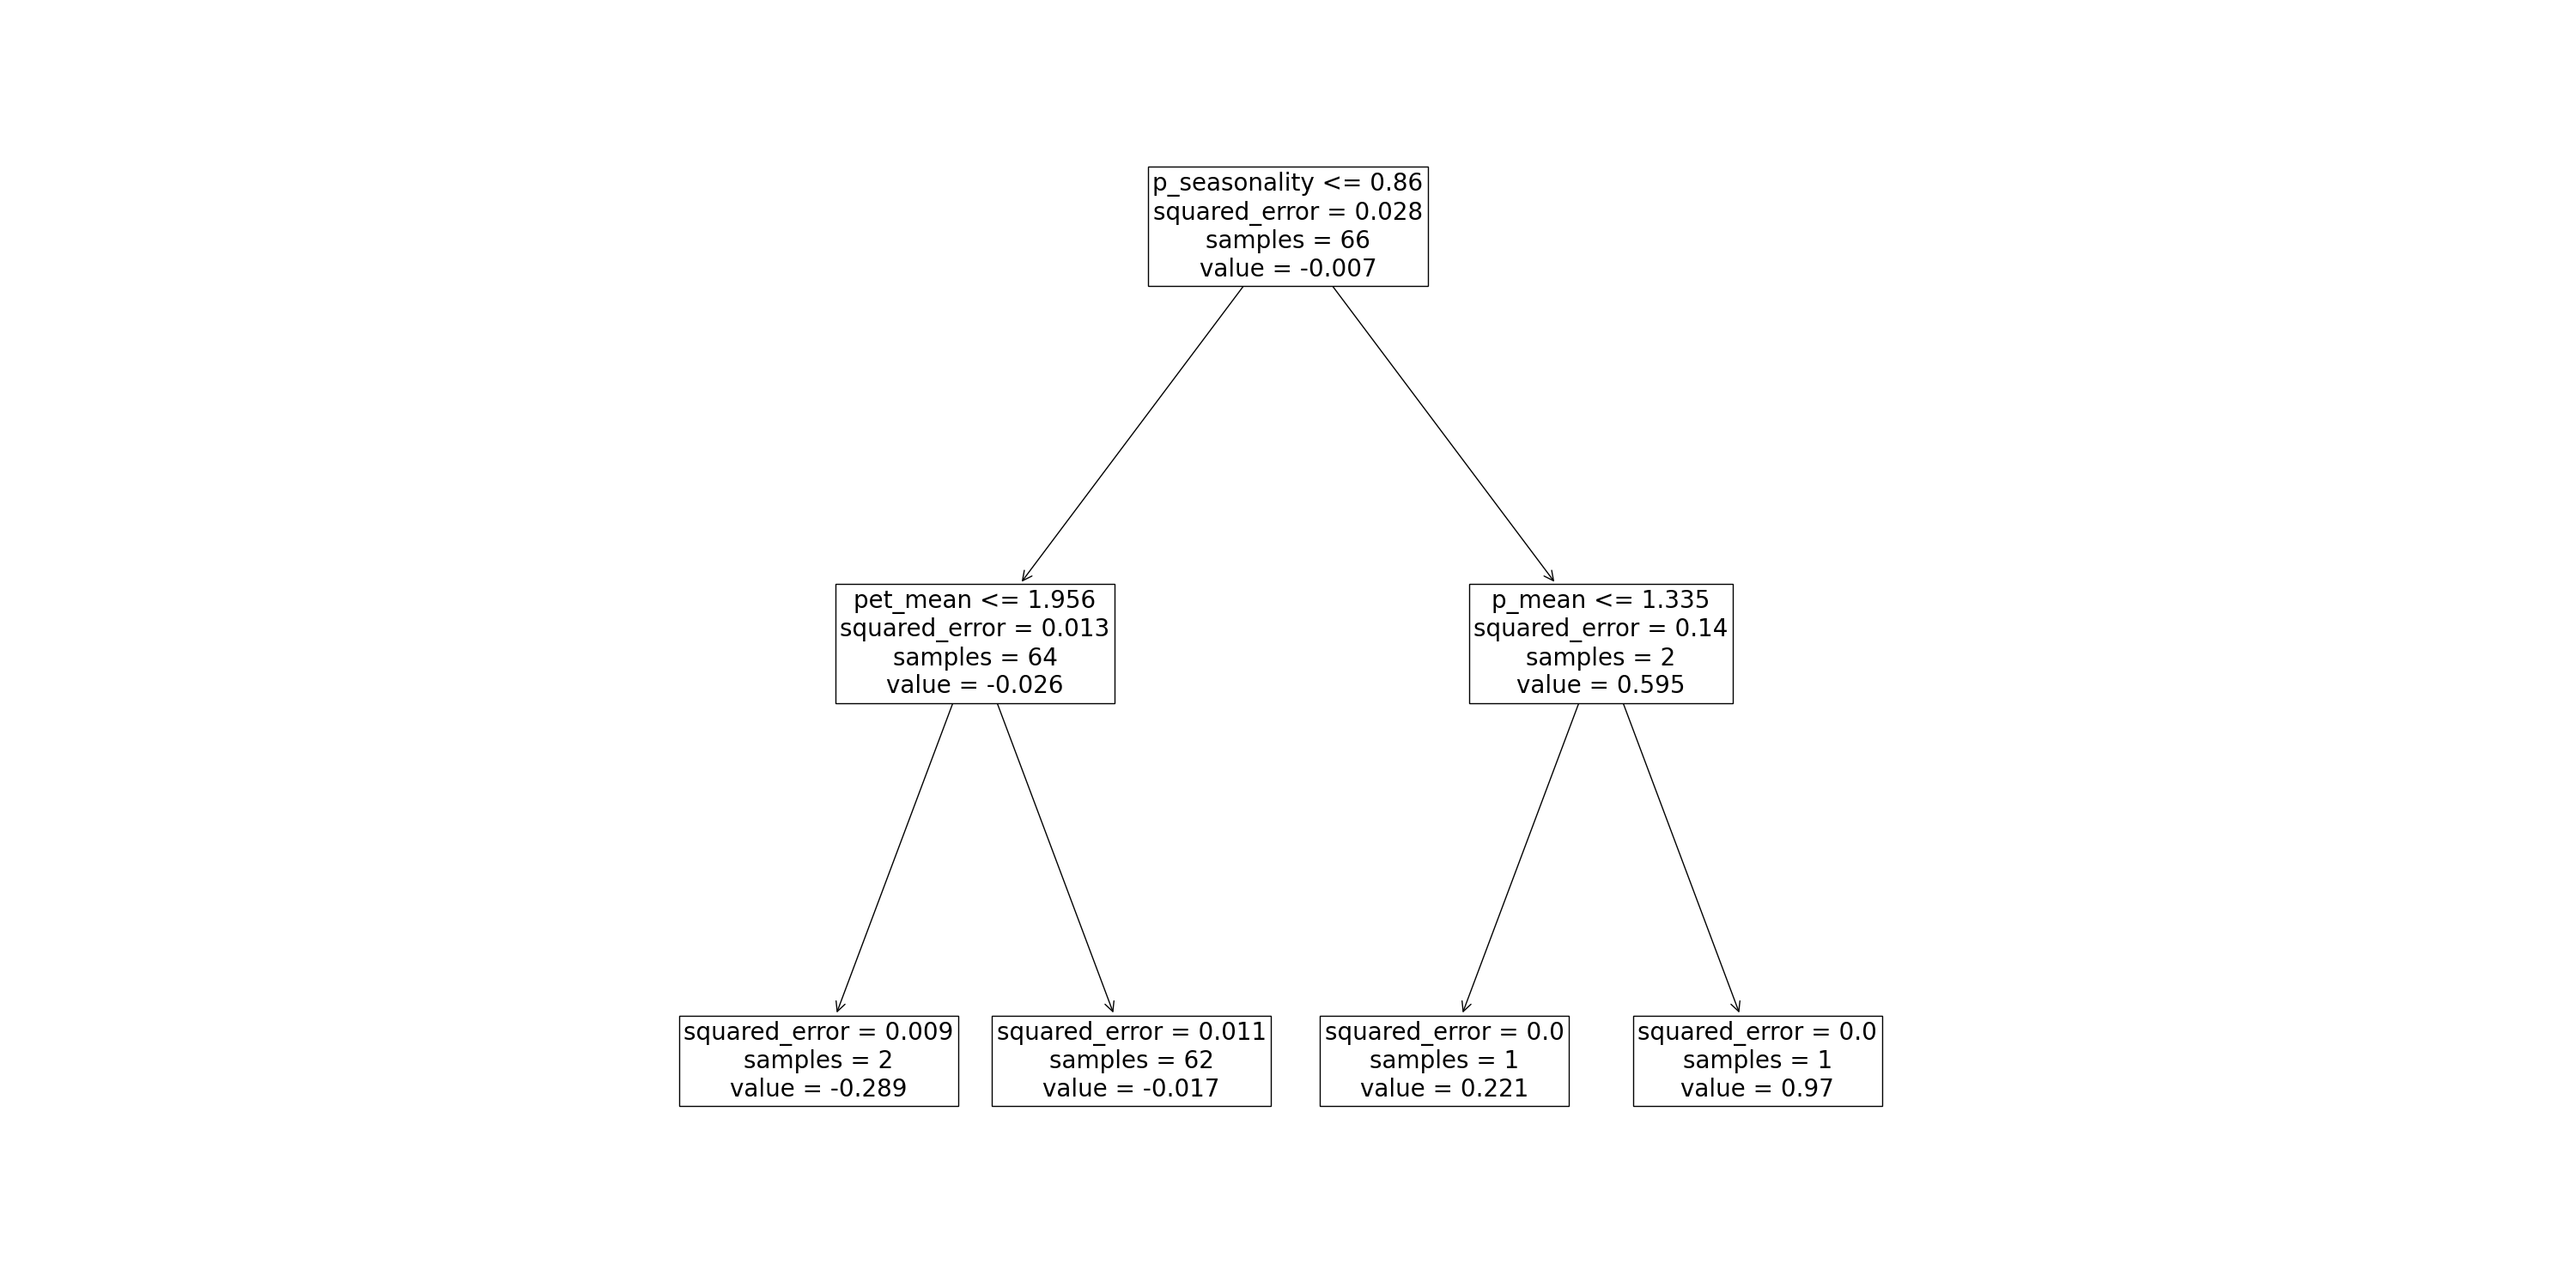 p_seasonality <= 0.86
squared_error = 0.028
samples = 66
value = -0.007
pet_mean <= 1.956
squared_error = 0.013
samples = 64
value = -0.026
p_mean <= 1.335
squared_error = 0.14
samples = 2
value = 0.595
squared_error = 0.009
samples = 2
value = -0.289
squared_error = 0.011
samples = 62
value = -0.017
squared_error = 0.0
samples = 1
value = 0.221
squared_error = 0.0
samples = 1
value = 0.97